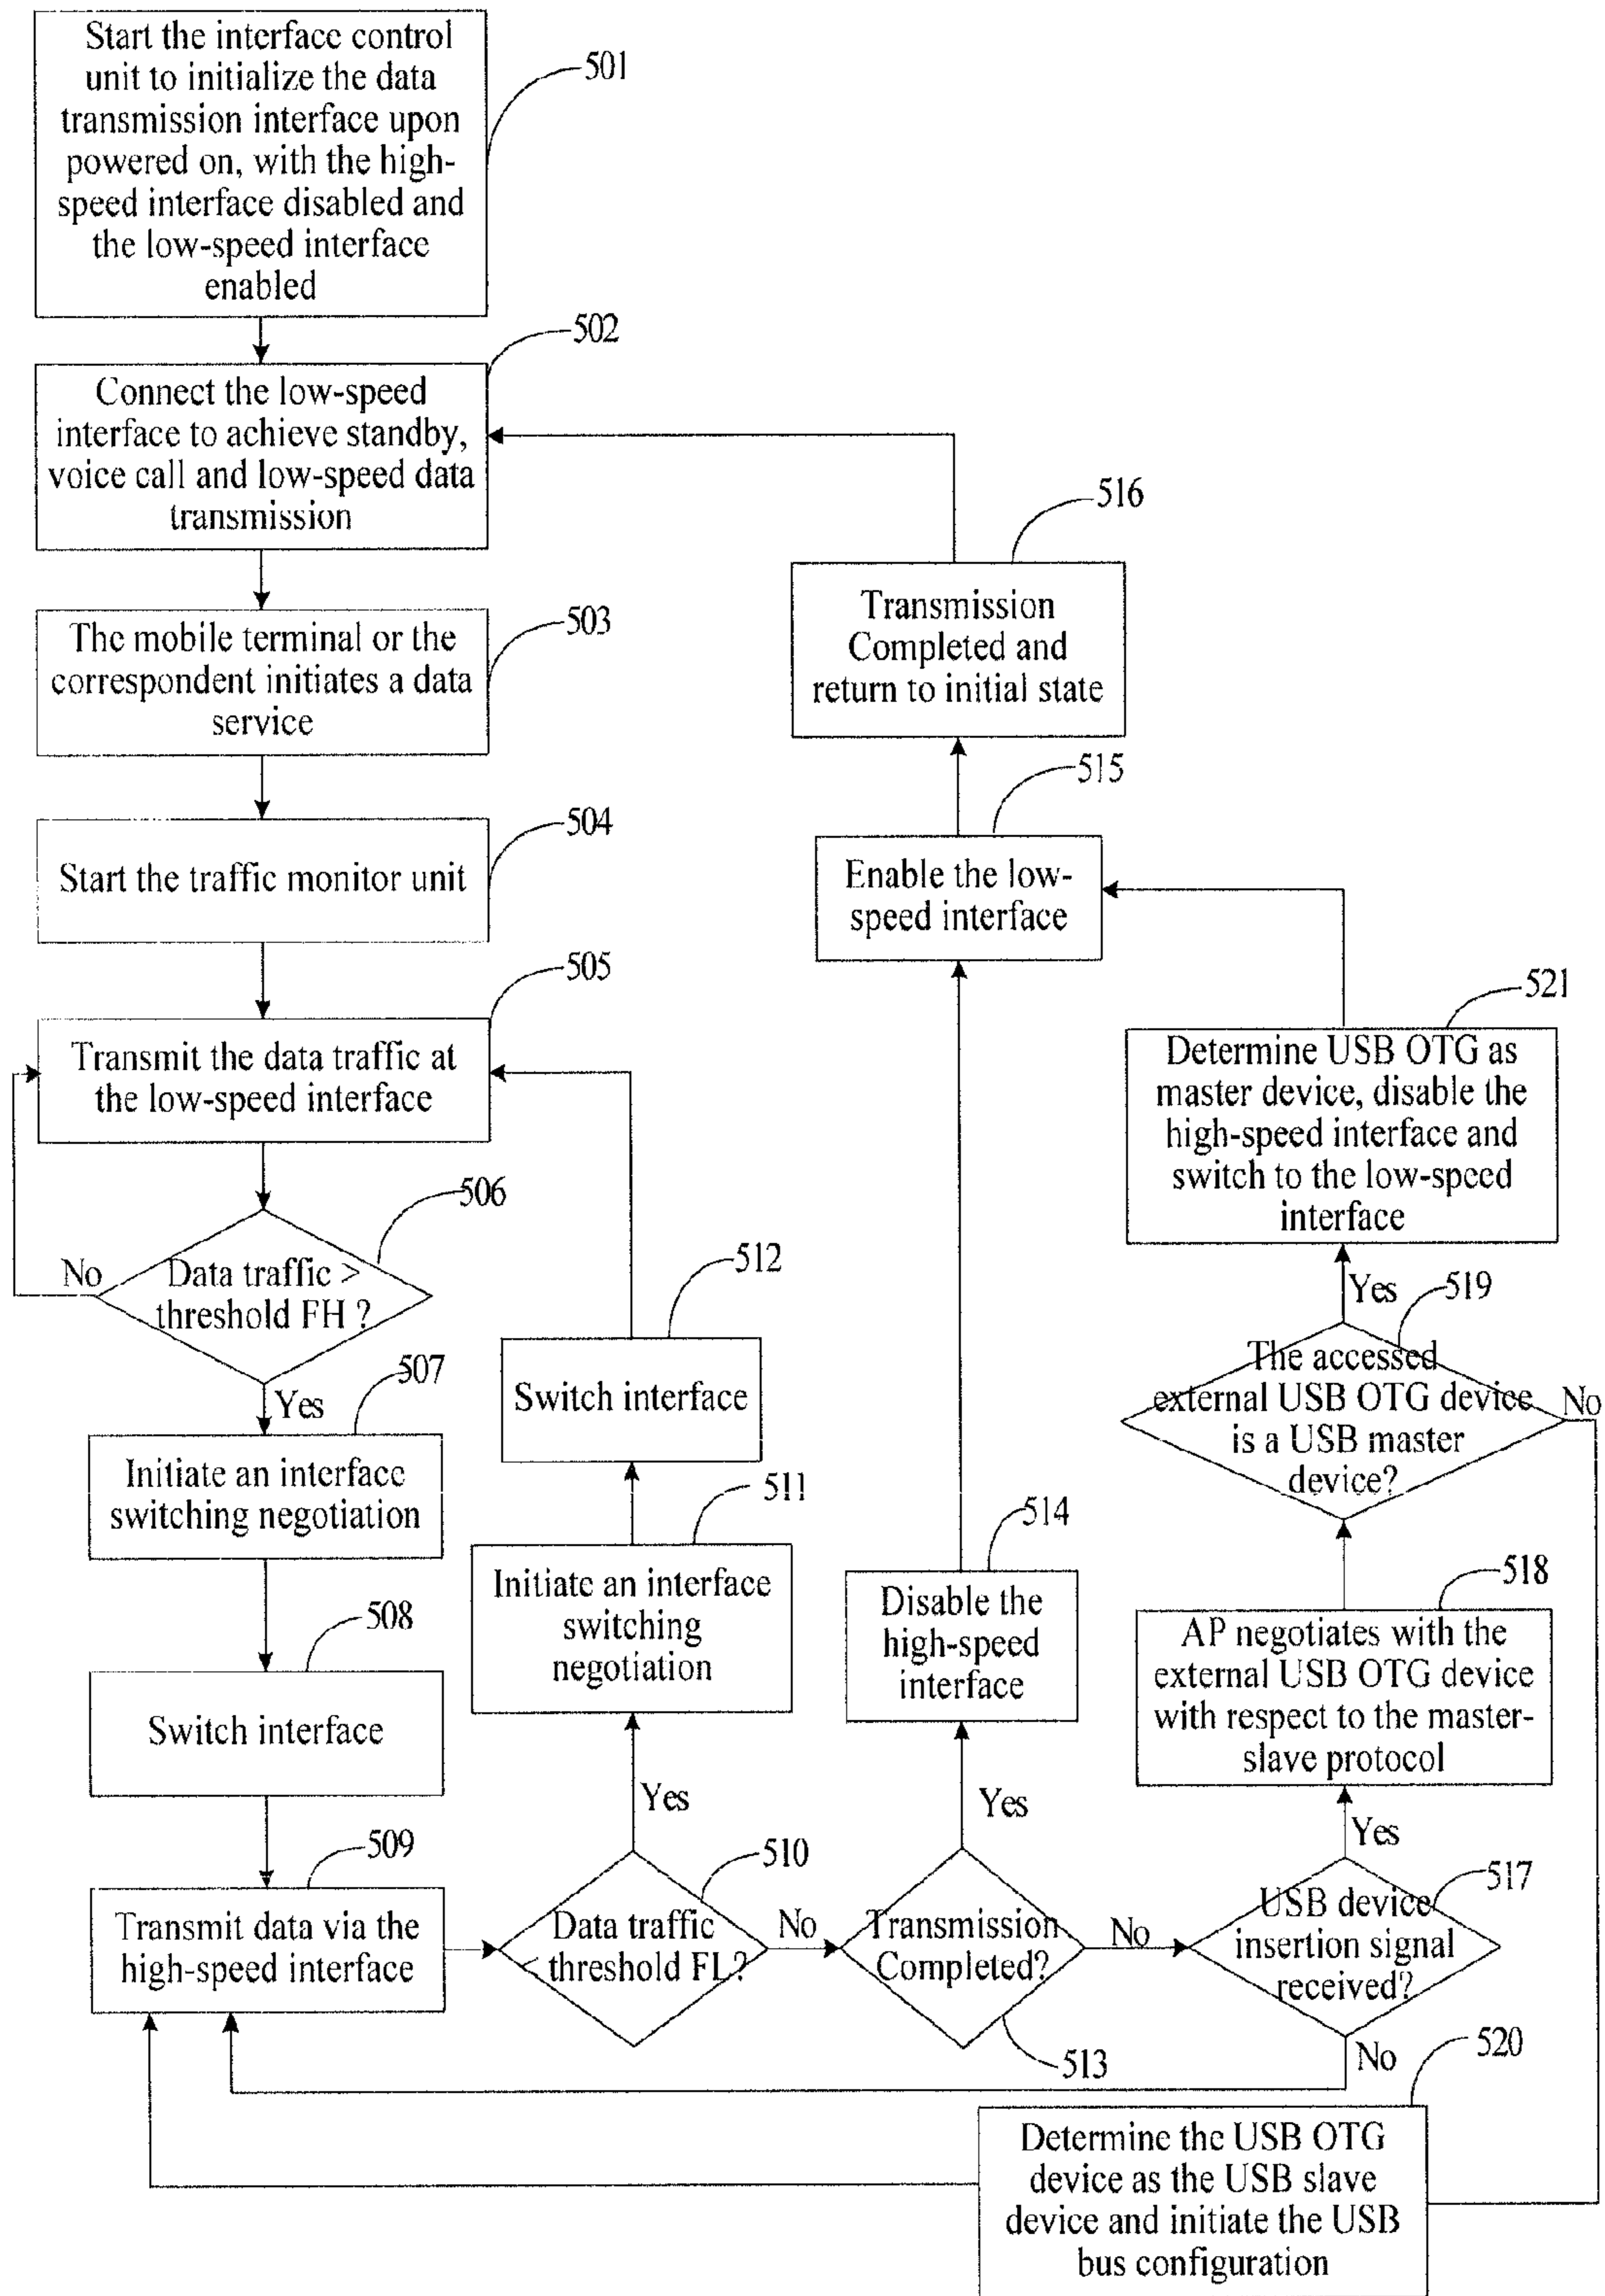 Start the interface control
unit to initialize the data
transmission interface upon
powered on, with the high-
speed interface disabled and
the low-speed interface
enabled
501
Connect the low-speed
interface to achieve standby,
voice call and low-speed data
transmission
502
The mobile terminal or the
correspondent initiates a data
service
503
Start the traffic monitor unit
504
Transmit the data traffic at
the low-speed interface
505
Data traffic >
threshold FH ?
506
No
Yes
Initiate an interface
switching negotiation
507
Switch interface
508
Transmit data via the
high-speed interface
509
Data traffic
< threshold FL?
510
Yes
No
Initiate an interface
switching
negotiation
511
Switch interface
512
Transmission
Completed?
513
Yes
No
Disable the
high-speed
interface
514
Enable the low-
speed interface
515
Transmission
Completed and
return to initial state
516
USB device
insertion signal
received?
517
Yes
No
AP negotiates with the
external USB OTG device
with respect to the master-
slave protocol
518
The accessed
external USB OTG device
is a USB master
device?
519
Yes
No
Determine the USB OTG
device as the USB slave
device and initiate the USB
bus configuration
520
Determine USB OTG as
master device, disable the
high-speed interface and
switch to the low-speed
interface
521